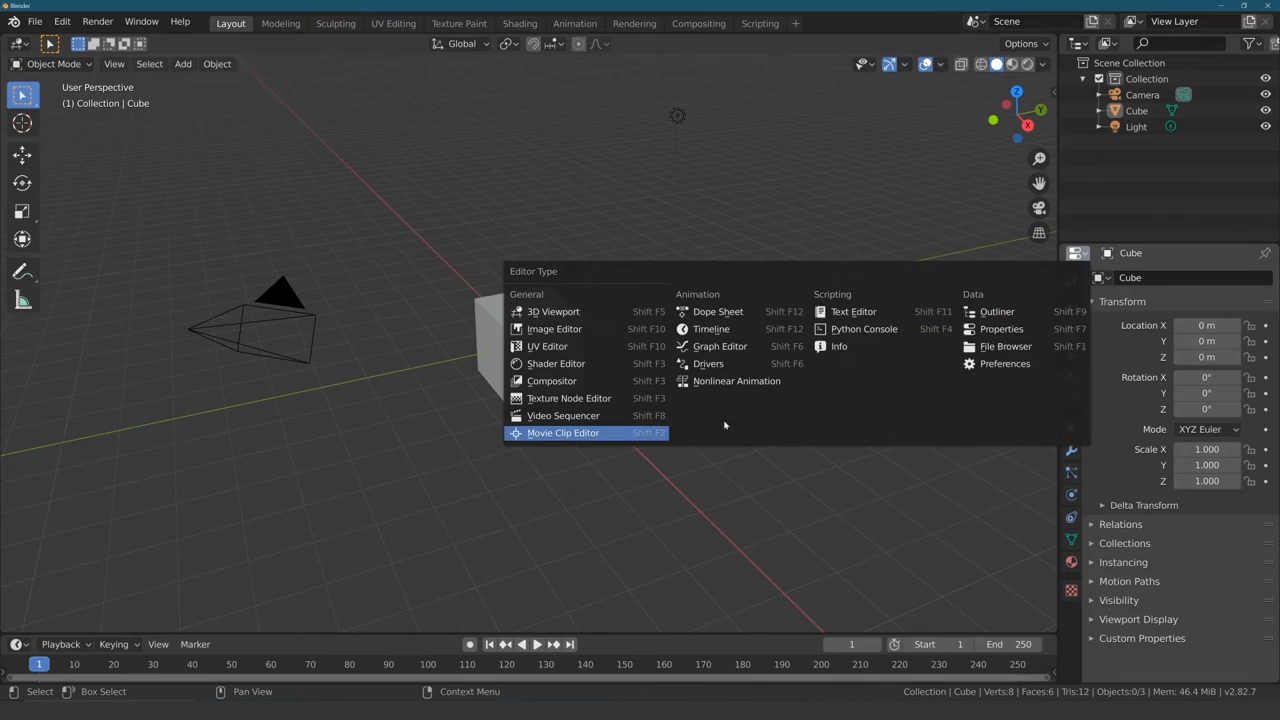 Blender
File Edit Render Window Help Layout Modeling Sculpting UV Editing Texture Paint Shading Animation Rendering Compositing Scripting + Scene View Layer
Global Options
Object Mode View Select Add Object
User Perspective
(1) Collection | Cube
Z
Y
X
Scene Collection
Collection
Camera
Cube
Light
Cube
Cube
Transform
Location X 0 m
Y 0 m
Z 0 m
Rotation X 0°
Y 0°
Z 0°
Mode XYZ Euler
Scale X 1.000
Y 1.000
Z 1.000
Delta Transform
Relations
Collections
Instancing
Motion Paths
Visibility
Viewport Display
Custom Properties
Editor Type
General
3D Viewport Shift F5
Image Editor Shift F10
UV Editor Shift F10
Shader Editor Shift F3
Compositor Shift F3
Texture Node Editor Shift F3
Video Sequencer Shift F8
Movie Clip Editor Shift F2
Animation
Dope Sheet Shift F12
Timeline Shift F12
Graph Editor Shift F6
Drivers Shift F6
Nonlinear Animation
Scripting
Text Editor Shift F11
Python Console Shift F4
Info
Data
Outliner Shift F9
Properties Shift F7
File Browser Shift F1
Preferences
Playback Keying View Marker 1 Start 1 End 250
1 10 20 30 40 50 60 70 80 90 100 110 120 130 140 150 160 170 180 190 200 210 220 230 240 250
Select Box Select Pan View Context Menu Collection | Cube | Verts:8 | Faces:6 | Tris:12 | Objects:0/3 | Mem: 46.4 MiB | v2.82.7